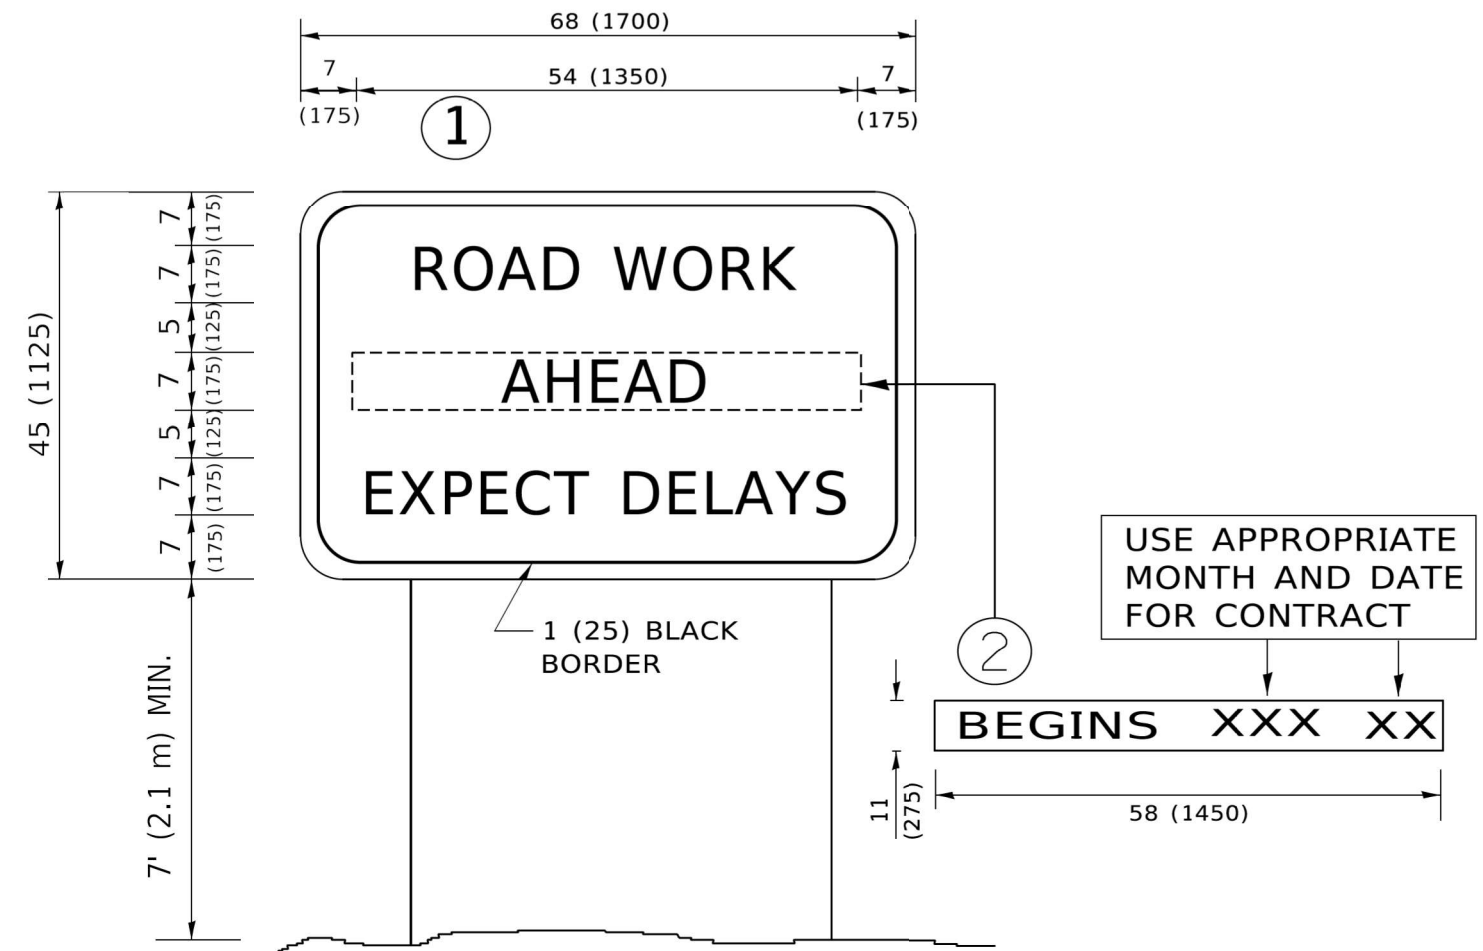 68 (1700)
7
54 (1350)
7
(175)
(175)
1
7
(175)
7
(175)
5
(125)
7
(175)
5
(125)
7
(175)
7
(175)
45 (1125)
ROAD WORK
AHEAD
EXPECT DELAYS
1 (25) BLACK
BORDER
7' (2.1 m) MIN.
USE APPROPRIATE
MONTH AND DATE
FOR CONTRACT
2
BEGINS XXX XX
11
(275)
58 (1450)